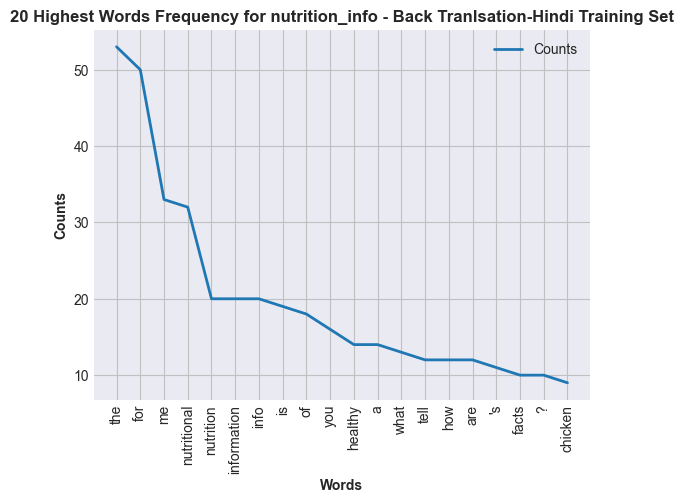 20 Highest Words Frequency for nutrition_info - Back Tranlsation-Hindi Training Set
Counts
Counts
50
40
30
20
10
the
for
me
nutritional
nutrition
information
info
is
of
you
healthy
a
what
tell
how
are
's
facts
?
chicken
Words